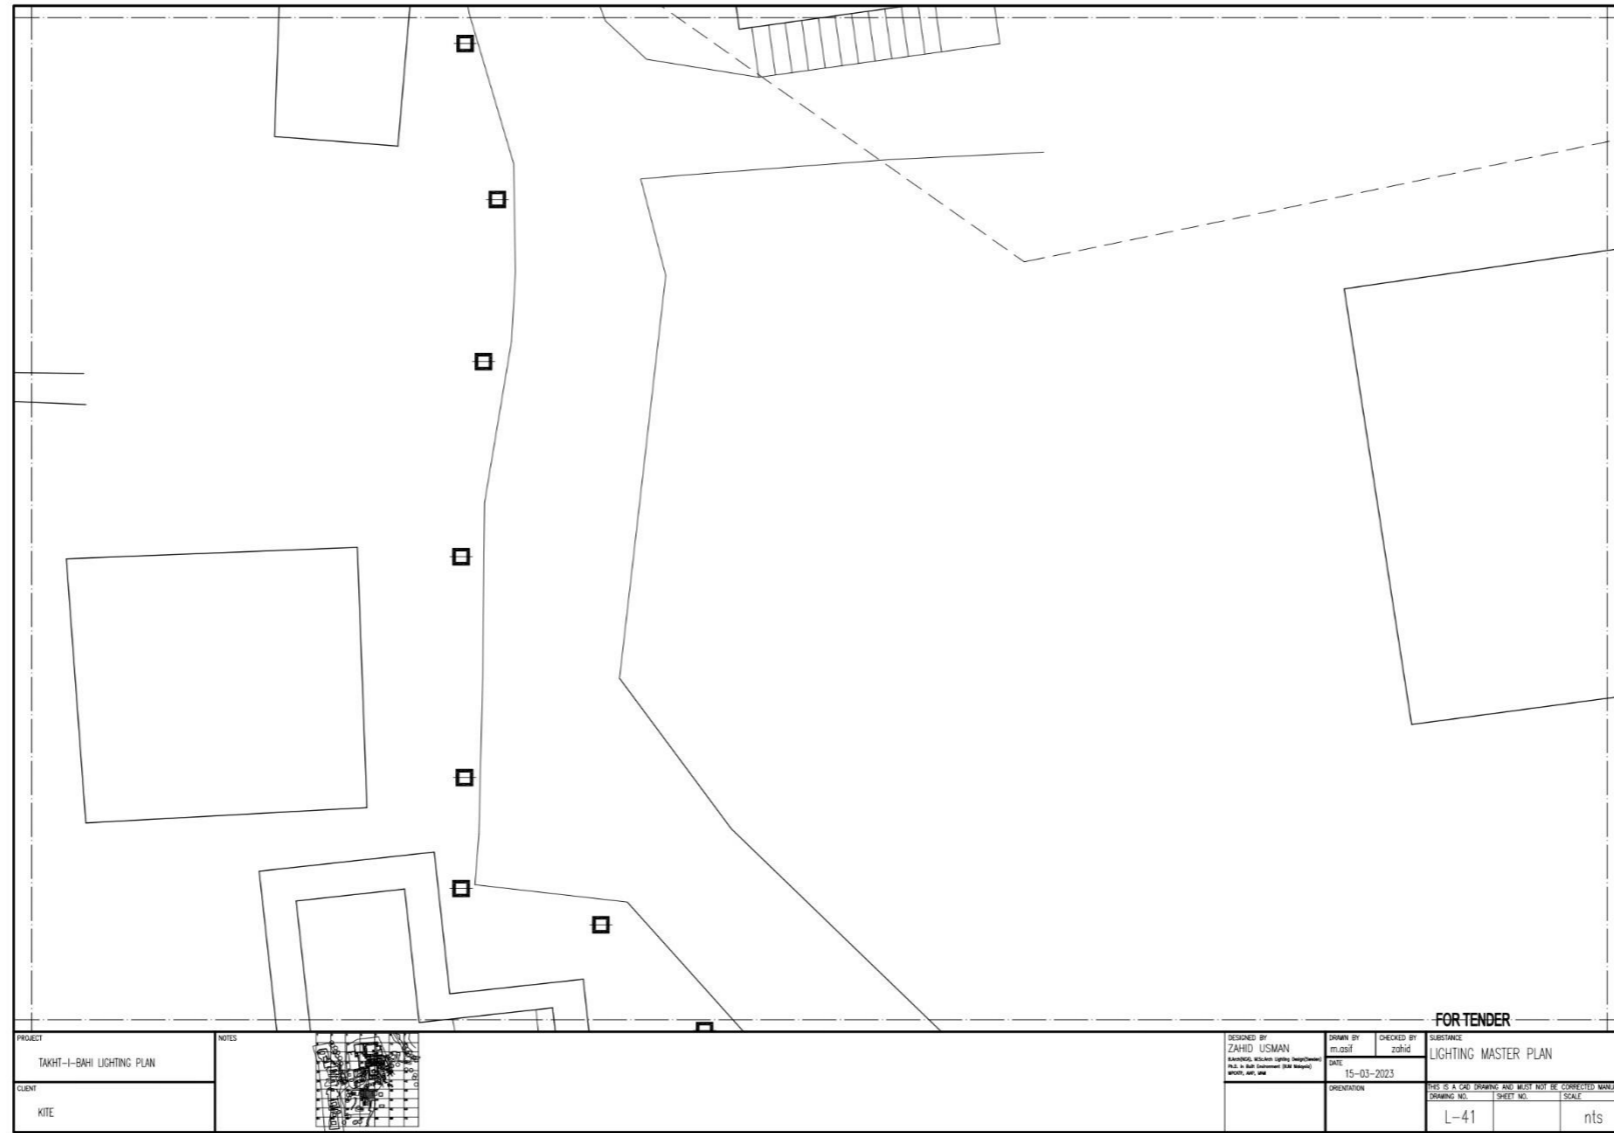 FOR TENDER
PROJECT
TAKHT-I-BAHI LIGHTING PLAN
CLIENT
KITE
NOTES
DESIGNED BY
ZAHID USMAN
DRAWN BY
m.asif
CHECKED BY
zahid
DATE
15-03-2023
ORIENTATION
SUBSTANCE
LIGHTING MASTER PLAN
THIS IS A CAD DRAWING AND MUST NOT BE CORRECTED
DRAWING NO.
L-41
SHEET NO.
SCALE
nts